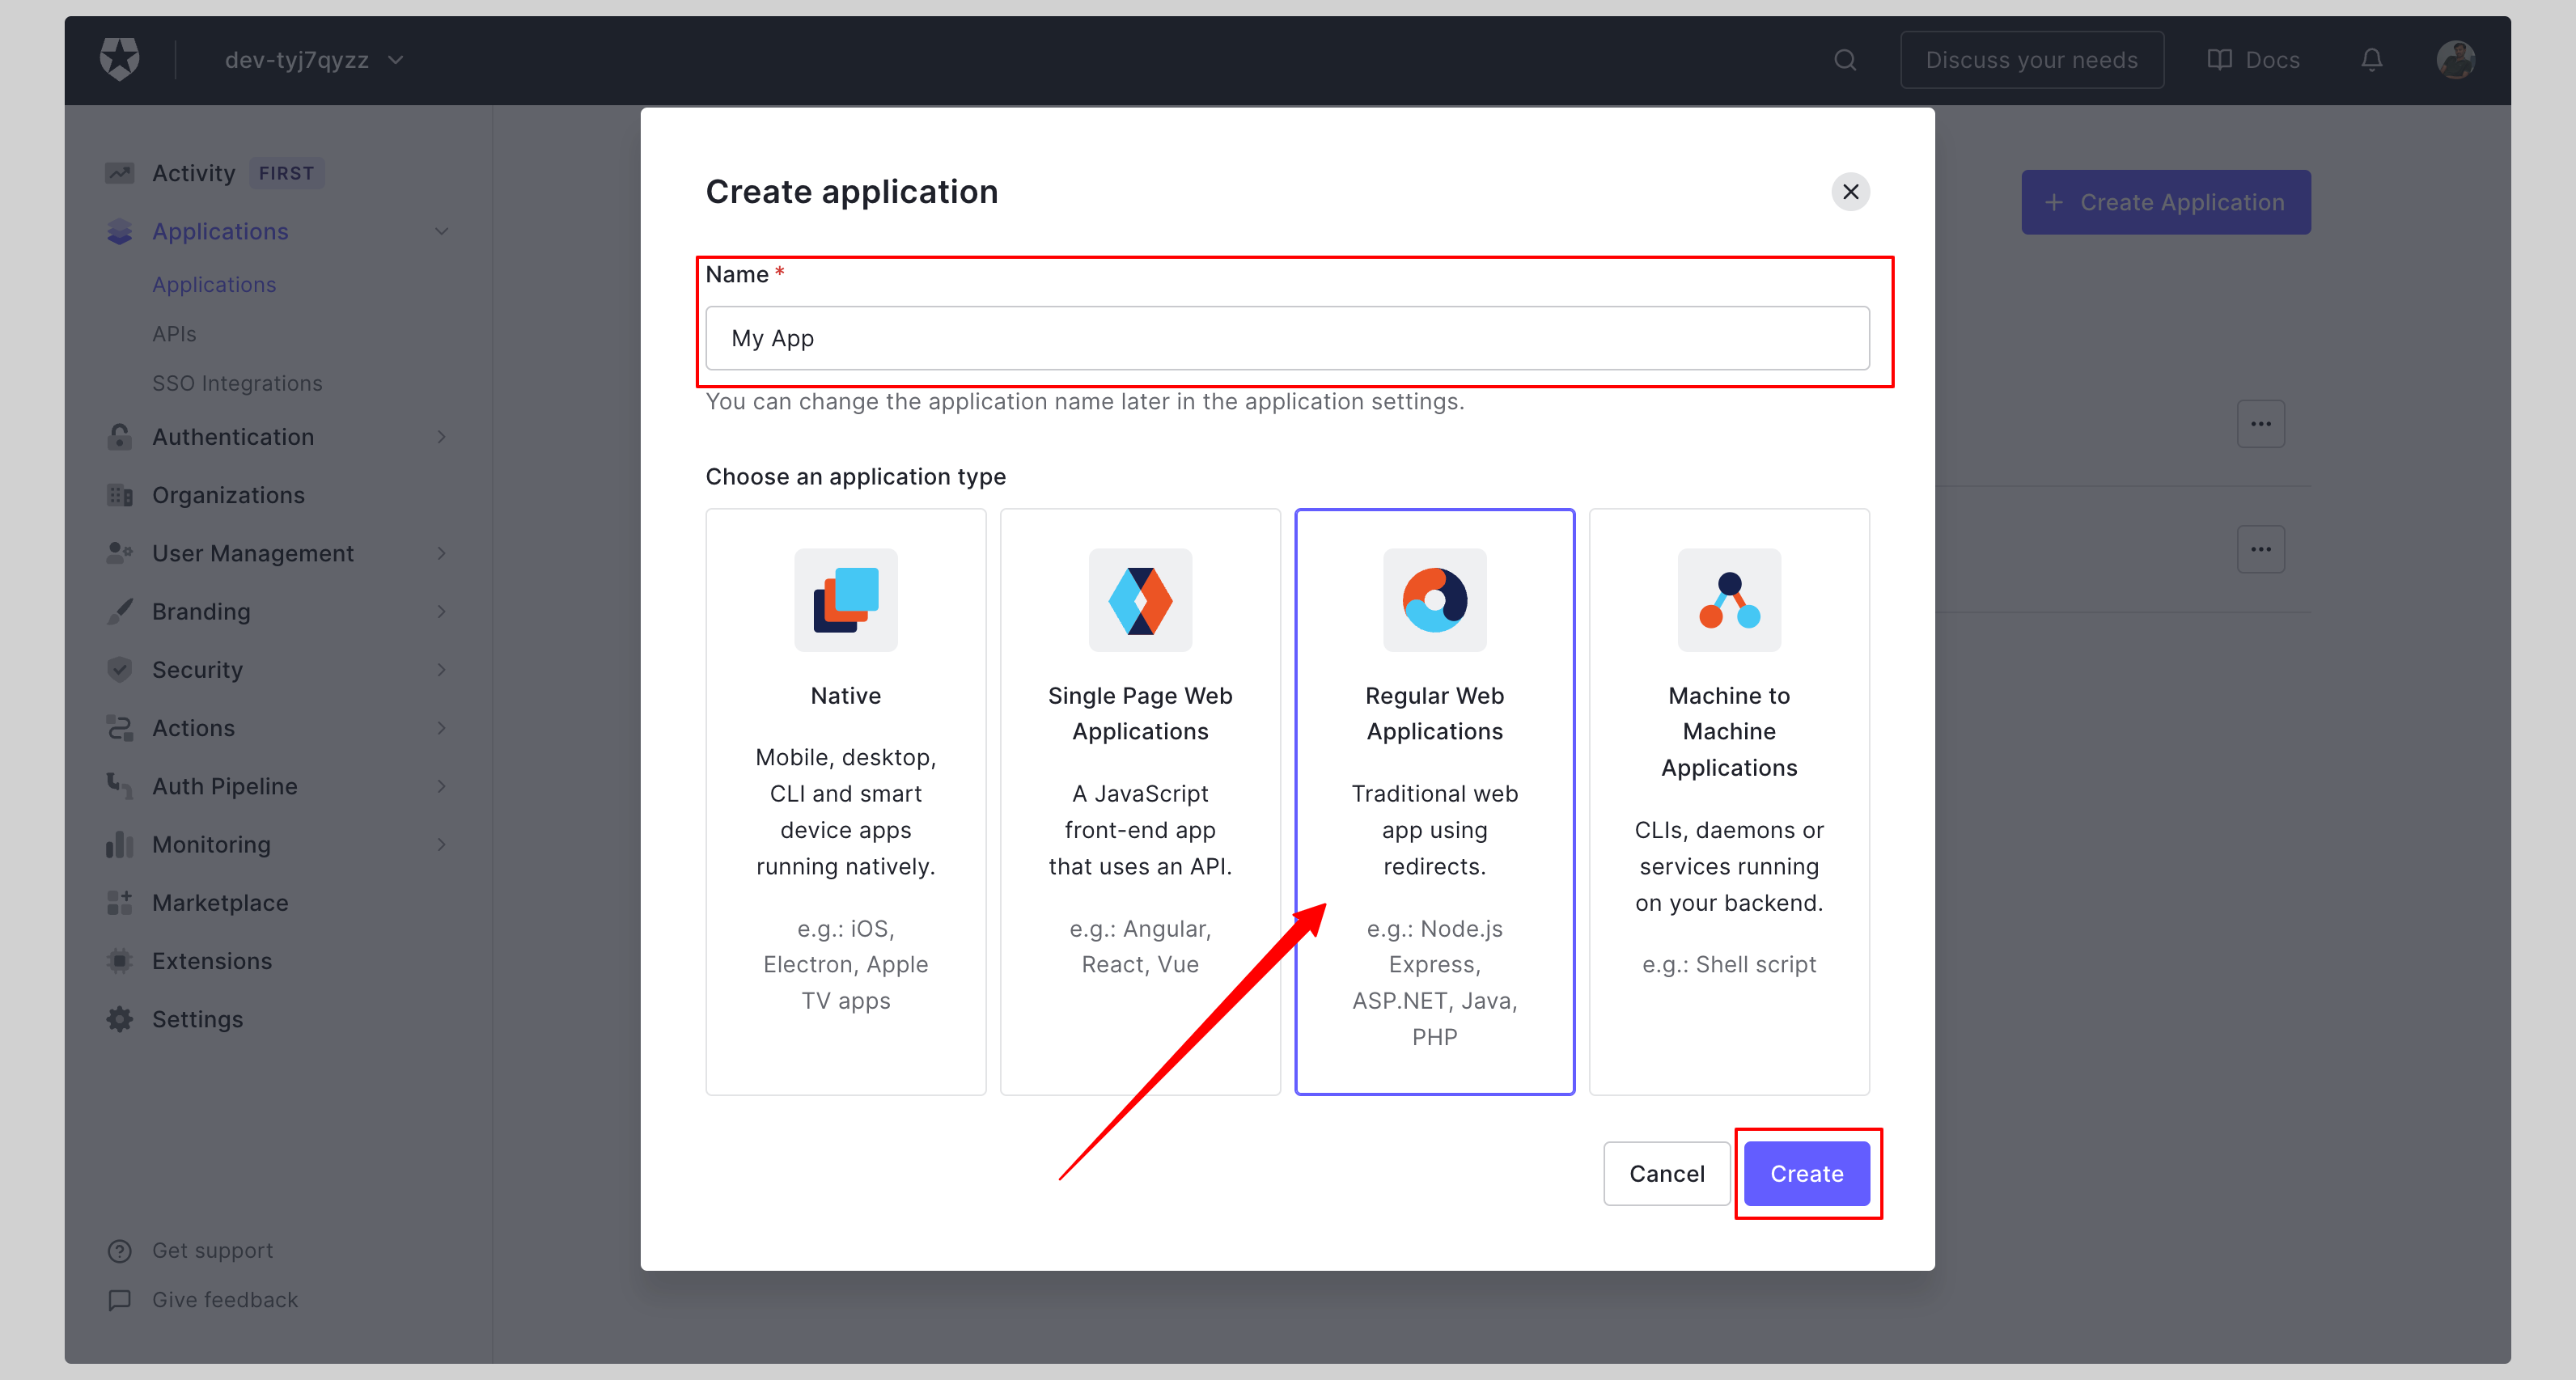 dev-tyj7qyzz
Discuss your needs
Docs
Activity FIRST
Applications
Applications
APIs
SSO Integrations
Authentication
Organizations
User Management
Branding
Security
Actions
Auth Pipeline
Monitoring
Marketplace
Extensions
Settings
Get support
Give feedback
+ Create Application
Create application
Name *
My App
You can change the application name later in the application settings.
Choose an application type
Native
Mobile, desktop,
CLI and smart
device apps
running natively.
e.g.: iOS,
Electron, Apple
TV apps
Single Page Web
Applications
A JavaScript
front-end app
that uses an API.
e.g.: Angular,
React, Vue
Regular Web
Applications
Traditional web
app using
redirects.
e.g.: Node.js
Express,
ASP.NET, Java,
PHP
Machine to
Machine
Applications
CLIs, daemons or
services running
on your backend.
e.g.: Shell script
Cancel
Create